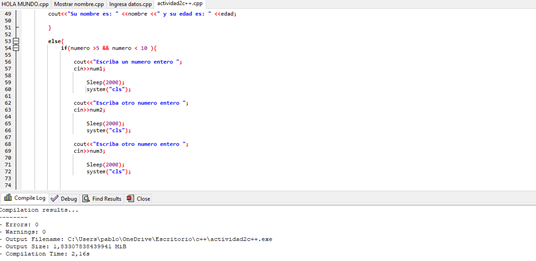 HOLA MUNDO.cpp Mostrar nombre.cpp Ingresa datos.cpp actividad2c++.cpp
49 cout<<"Su nombre es: " <<nombre <<" y su edad es: " <<edad;
50
51 }
52
53 else{
54 if(numero >5 && numero < 10 ){
55
56 cout<<"Escriba un numero entero ";
57 cin>>num1;
58
59 Sleep(2000);
60 system("cls");
61
62 cout<<"Escriba otro numero entero ";
63 cin>>num2;
64
65 Sleep(2000);
66 system("cls");
67
68 cout<<"Escriba otro numero entero ";
69 cin>>num3;
70
71 Sleep(2000);
72 system("cls");
73
74
Compile Log Debug Find Results Close
Compilation results...
--------
- Errors: 0
- Warnings: 0
- Output Filename: C:\Users\pablo\OneDrive\Escritorio\c++\actividad2c++.exe
- Output Size: 1,83307838439941 MiB
- Compilation Time: 2,16s